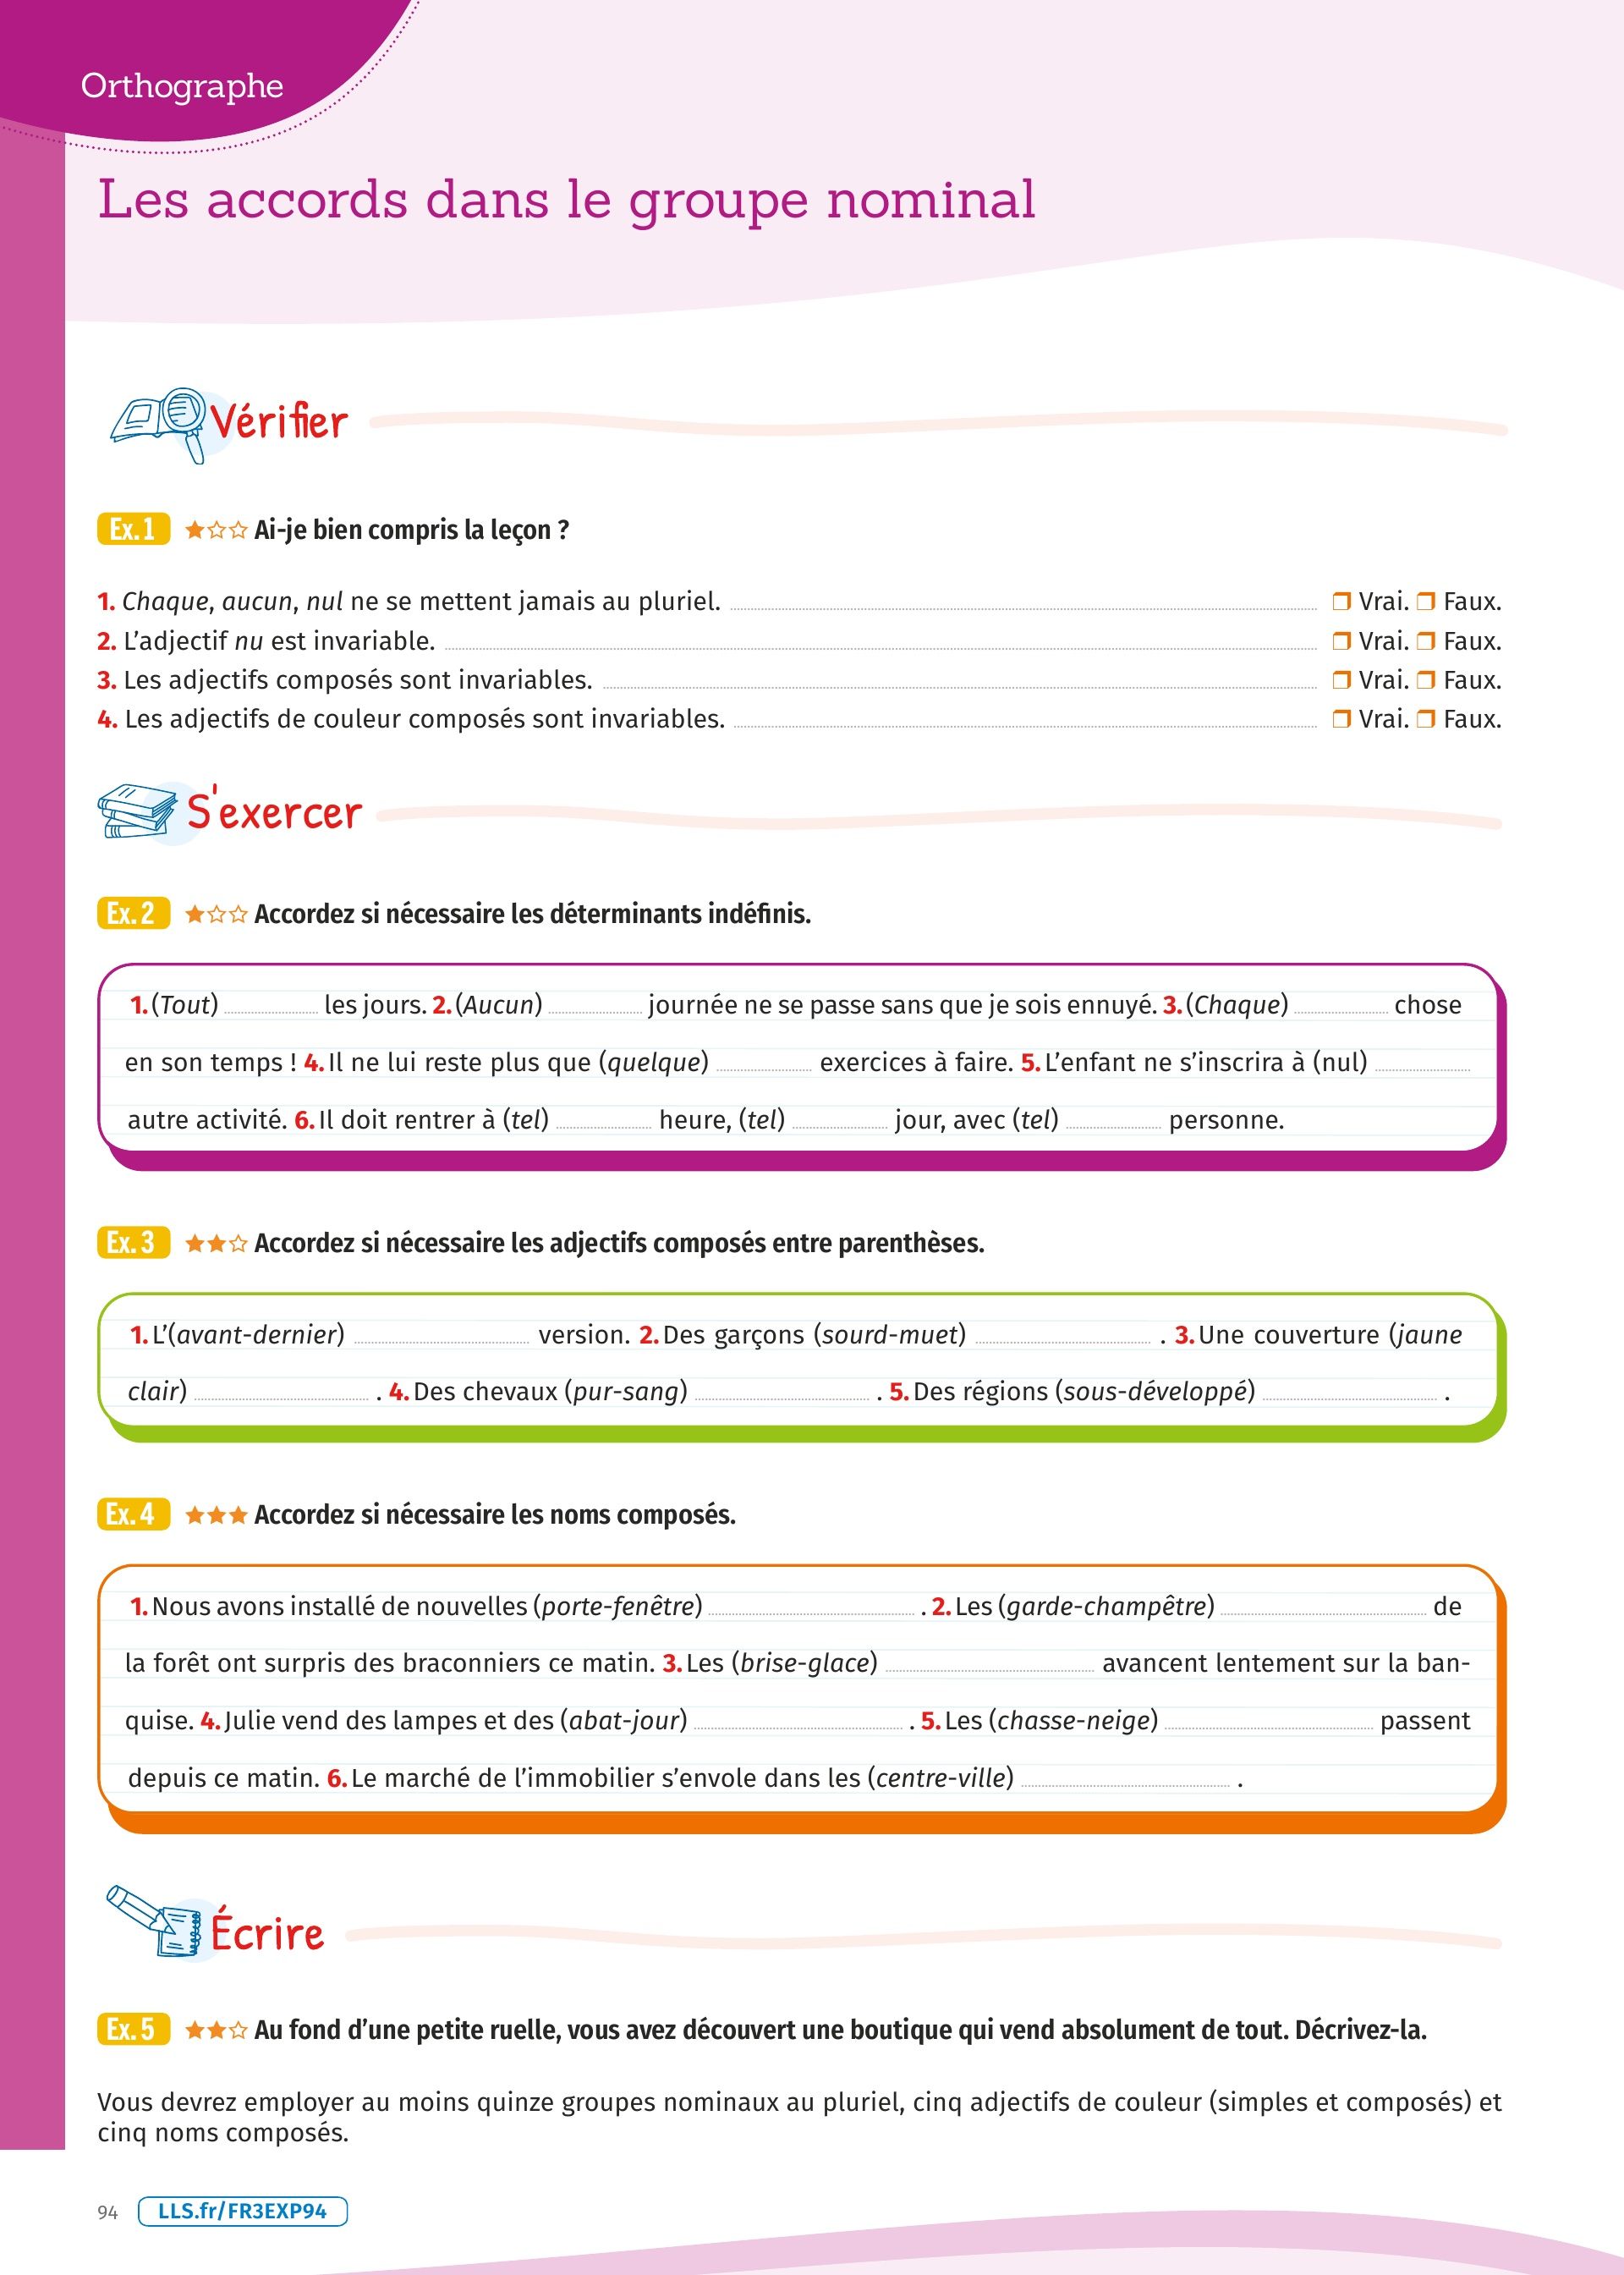 Orthographe
Les accords dans le groupe nominal
Vérifier
Ex. 1 ★☆☆ Ai-je bien compris la leçon ?
1. Chaque, aucun, nul ne se mettent jamais au pluriel. ❒ Vrai. ❒ Faux.
2. L’adjectif nu est invariable. ❒ Vrai. ❒ Faux.
3. Les adjectifs composés sont invariables. ❒ Vrai. ❒ Faux.
4. Les adjectifs de couleur composés sont invariables. ❒ Vrai. ❒ Faux.
S'exercer
Ex. 2 ★☆☆ Accordez si nécessaire les déterminants indéfinis.
1. (Tout) .......... les jours. 2. (Aucun) .......... journée ne se passe sans que je sois ennuyé. 3. (Chaque) .......... chose
en son temps ! 4. Il ne lui reste plus que (quelque) .......... exercices à faire. 5. L’enfant ne s’inscrira à (nul) ..........
autre activité. 6. Il doit rentrer à (tel) .......... heure, (tel) .......... jour, avec (tel) .......... personne.
Ex. 3 ★★☆ Accordez si nécessaire les adjectifs composés entre parenthèses.
1. L’(avant-dernier) .......... version. 2. Des garçons (sourd-muet) .......... . 3. Une couverture (jaune
clair) .......... . 4. Des chevaux (pur-sang) .......... . 5. Des régions (sous-développé) .......... .
Ex. 4 ★★★ Accordez si nécessaire les noms composés.
1. Nous avons installé de nouvelles (porte-fenêtre) .......... . 2. Les (garde-champêtre) .......... de
la forêt ont surpris des braconniers ce matin. 3. Les (brise-glace) .......... avancent lentement sur la ban-
quise. 4. Julie vend des lampes et des (abat-jour) .......... . 5. Les (chasse-neige) .......... passent
depuis ce matin. 6. Le marché de l’immobilier s’envole dans les (centre-ville) .......... .
Écrire
Ex. 5 ★★☆ Au fond d’une petite ruelle, vous avez découvert une boutique qui vend absolument de tout. Décrivez-la.
Vous devrez employer au moins quinze groupes nominaux au pluriel, cinq adjectifs de couleur (simples et composés) et
cinq noms composés.
94 LLS.fr/FR3EXP94